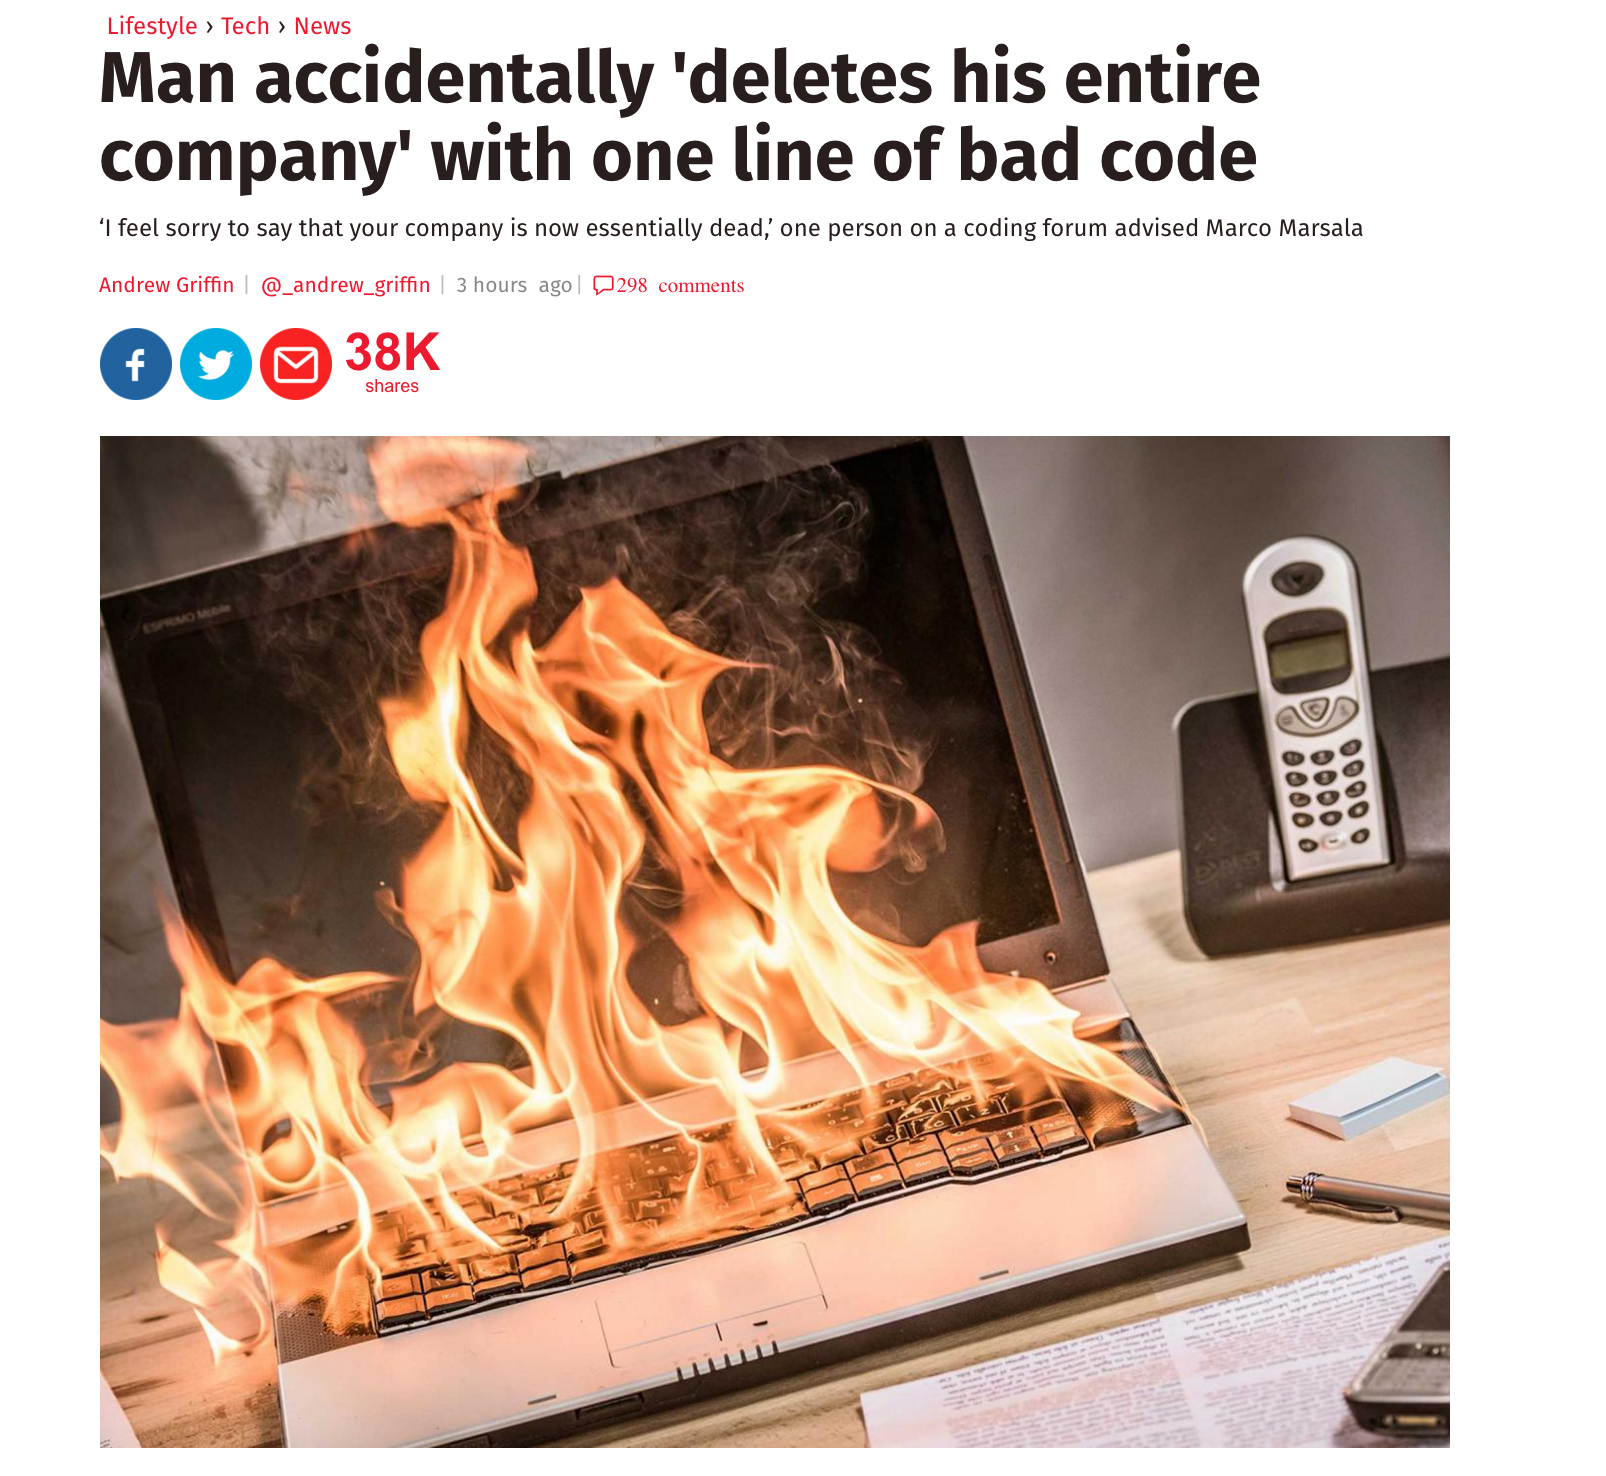 Lifestyle › Tech › News
Man accidentally 'deletes his entire
company' with one line of bad code
‘I feel sorry to say that your company is now essentially dead,’ one person on a coding forum advised Marco Marsala
Andrew Griffin | @_andrew_griffin | 3 hours ago | 298 comments
38K
shares
ESPRIMO Mobile